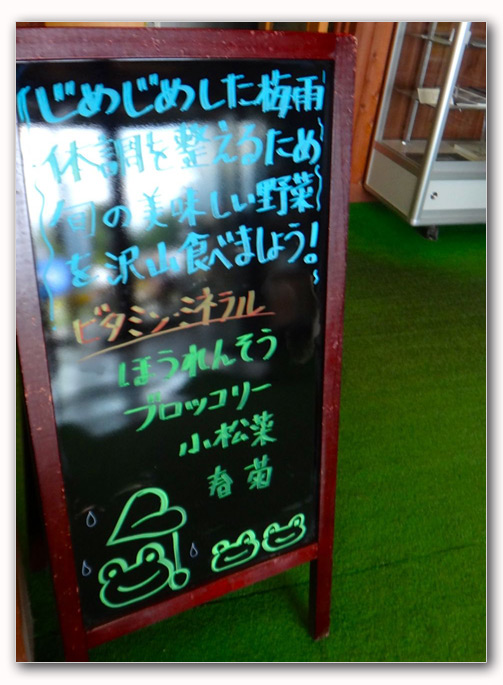 じめじめした梅雨
体調を整えるため
旬の美味しい野菜
を沢山食べましょう!
ビタミン・ミネラル
ほうれんそう
ブロッコリー
小松菜
春菊